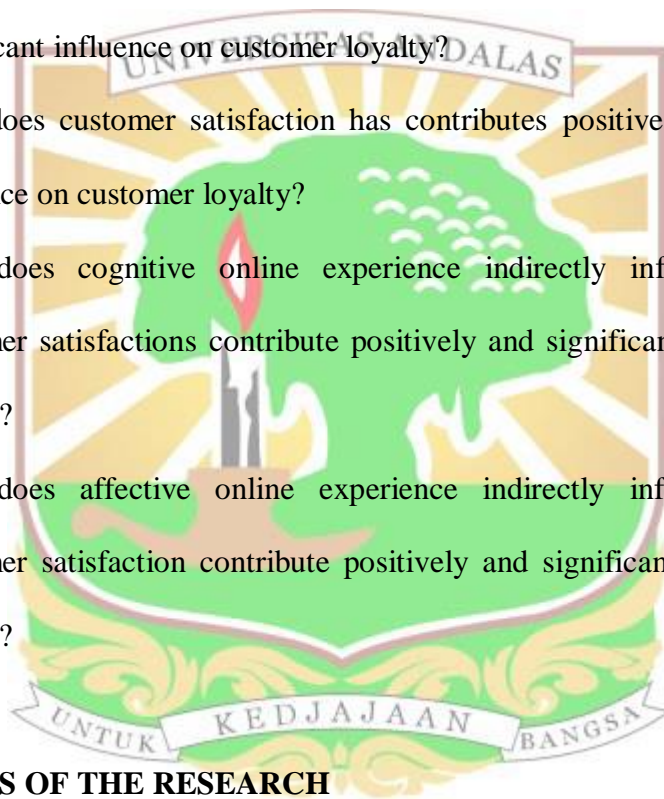 UNIVERSITAS ANDALAS
cant influence on customer loyalty?
does customer satisfaction has contributes positive
ce on customer loyalty?
does cognitive online experience indirectly inf
er satisfactions contribute positively and significan
?
does affective online experience indirectly inf
er satisfaction contribute positively and significan
?
UNTUK KEDJAJAAN BANGSA
S OF THE RESEARCH